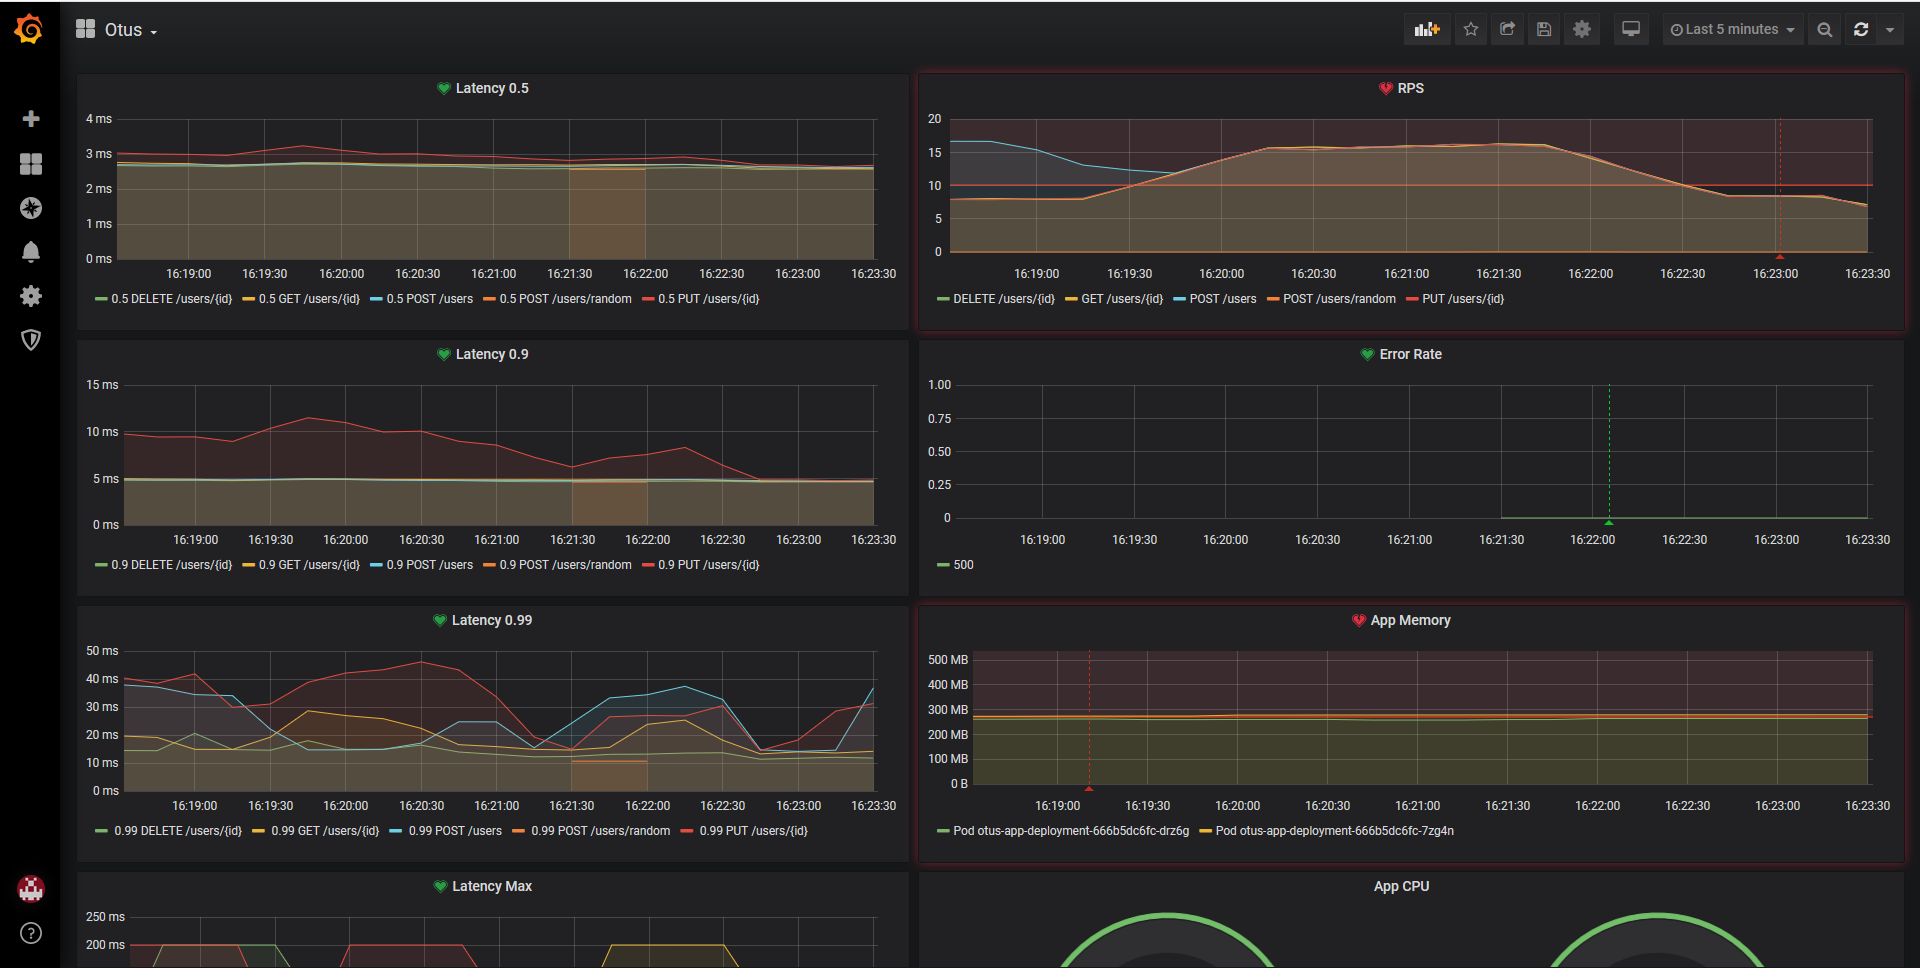 Otus
Last 5 minutes
Latency 0.5
4 ms
3 ms
2 ms
1 ms
0 ms
16:19:00 16:19:30 16:20:00 16:20:30 16:21:00 16:21:30 16:22:00 16:22:30 16:23:00 16:23:30
0.5 DELETE /users/{id} 0.5 GET /users/{id} 0.5 POST /users 0.5 POST /users/random 0.5 PUT /users/{id}
RPS
20
15
10
5
0
16:19:00 16:19:30 16:20:00 16:20:30 16:21:00 16:21:30 16:22:00 16:22:30 16:23:00 16:23:30
DELETE /users/{id} GET /users/{id} POST /users POST /users/random PUT /users/{id}
Latency 0.9
15 ms
10 ms
5 ms
0 ms
16:19:00 16:19:30 16:20:00 16:20:30 16:21:00 16:21:30 16:22:00 16:22:30 16:23:00 16:23:30
0.9 DELETE /users/{id} 0.9 GET /users/{id} 0.9 POST /users 0.9 POST /users/random 0.9 PUT /users/{id}
Error Rate
1.00
0.75
0.50
0.25
0
16:19:00 16:19:30 16:20:00 16:20:30 16:21:00 16:21:30 16:22:00 16:22:30 16:23:00 16:23:30
500
Latency 0.99
50 ms
40 ms
30 ms
20 ms
10 ms
0 ms
16:19:00 16:19:30 16:20:00 16:20:30 16:21:00 16:21:30 16:22:00 16:22:30 16:23:00 16:23:30
0.99 DELETE /users/{id} 0.99 GET /users/{id} 0.99 POST /users 0.99 POST /users/random 0.99 PUT /users/{id}
App Memory
500 MB
400 MB
300 MB
200 MB
100 MB
0 B
16:19:00 16:19:30 16:20:00 16:20:30 16:21:00 16:21:30 16:22:00 16:22:30 16:23:00 16:23:30
Pod otus-app-deployment-666b5dc6fc-drz6g Pod otus-app-deployment-666b5dc6fc-7zg4n
Latency Max
250 ms
200 ms
App CPU